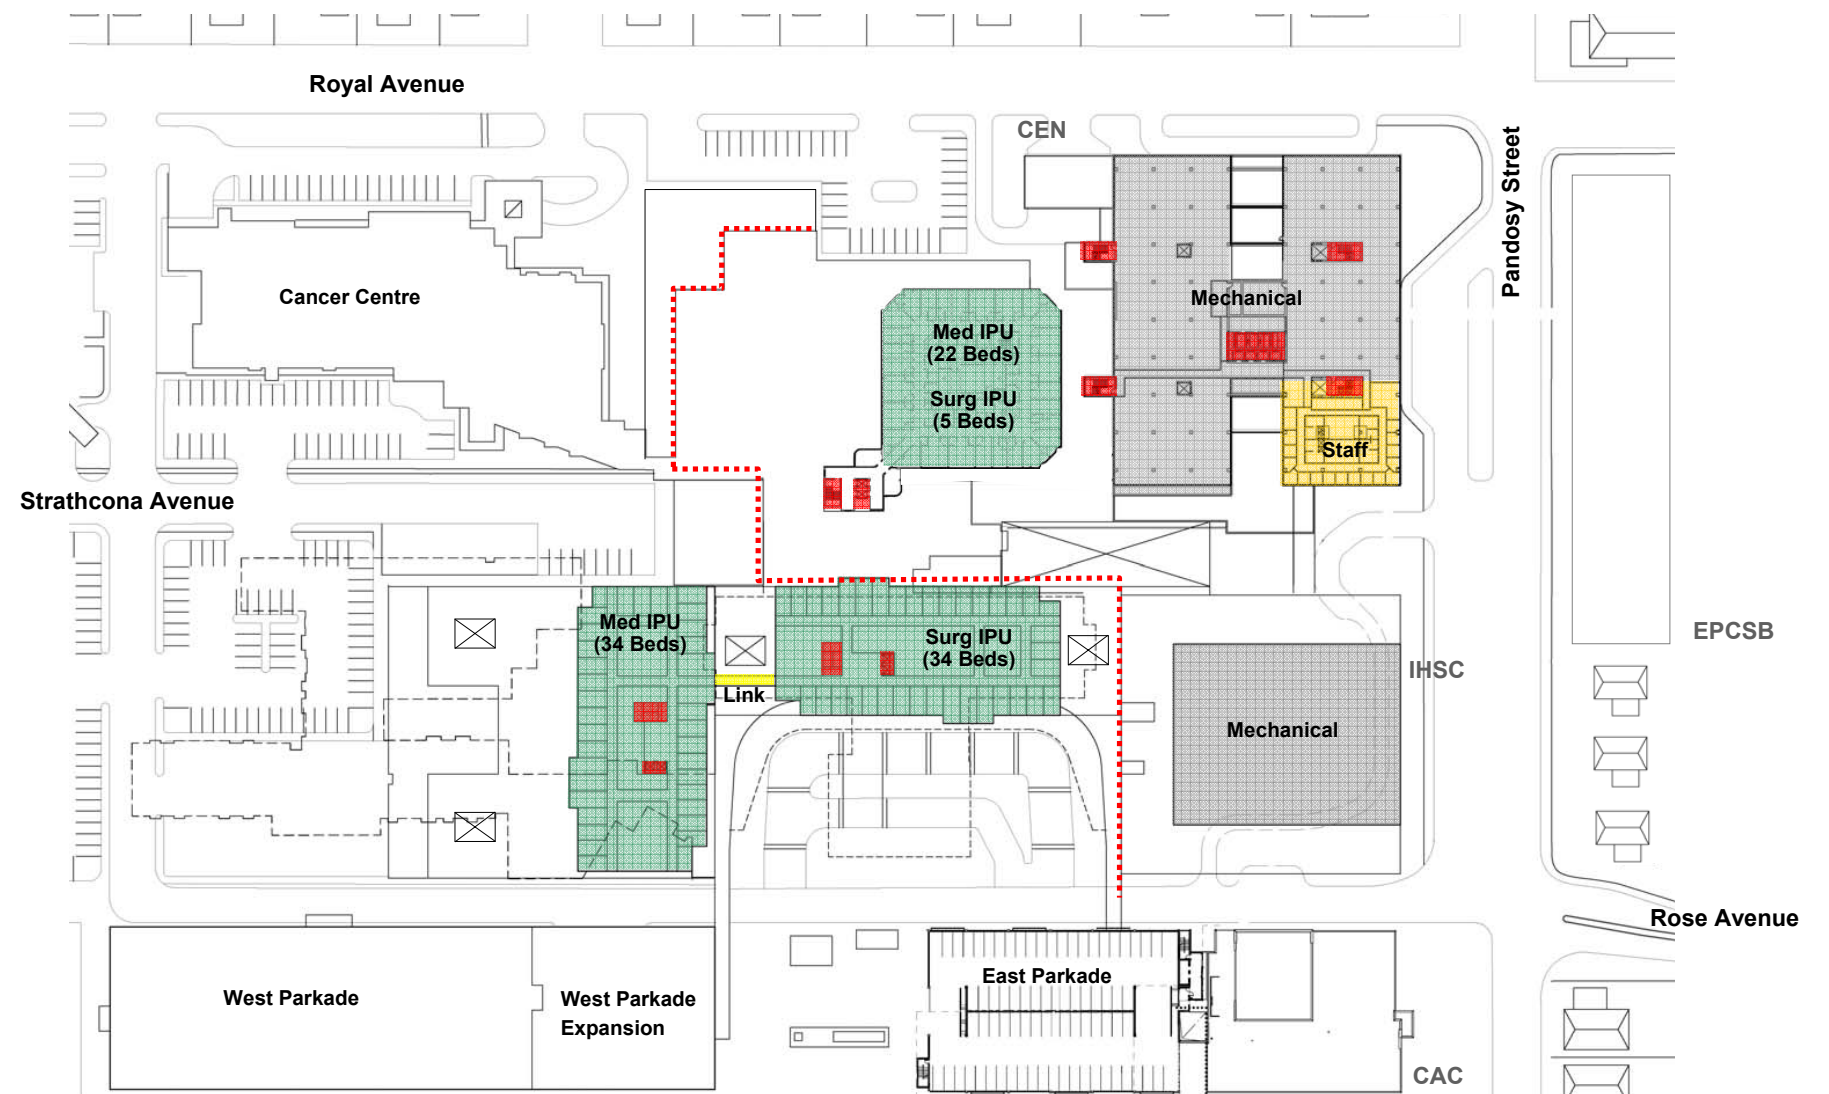 Royal Avenue
CEN
Pandosy Street
Cancer Centre
Mechanical
Med IPU
(22 Beds)
Surg IPU
(5 Beds)
Staff
Strathcona Avenue
Med IPU
(34 Beds)
Surg IPU
(34 Beds)
EPCSB
IHSC
Link
Mechanical
Rose Avenue
East Parkade
West Parkade
West Parkade
Expansion
CAC